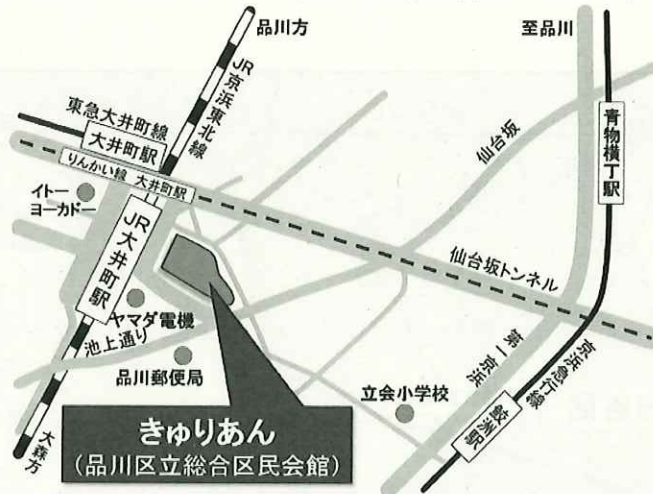 品川方
至品川
JR京浜東北線
東急大井町線
大井町駅
りんかい線 大井町駅
イトー
ヨーカドー
JR大井町駅
仙台坂
青物横丁駅
仙台坂トンネル
ヤマダ電機
池上通り
品川郵便局
立会小学校
第一京浜
京浜急行線
鮫洲駅
大森方
きゅりあん
(品川区立総合区民会館)